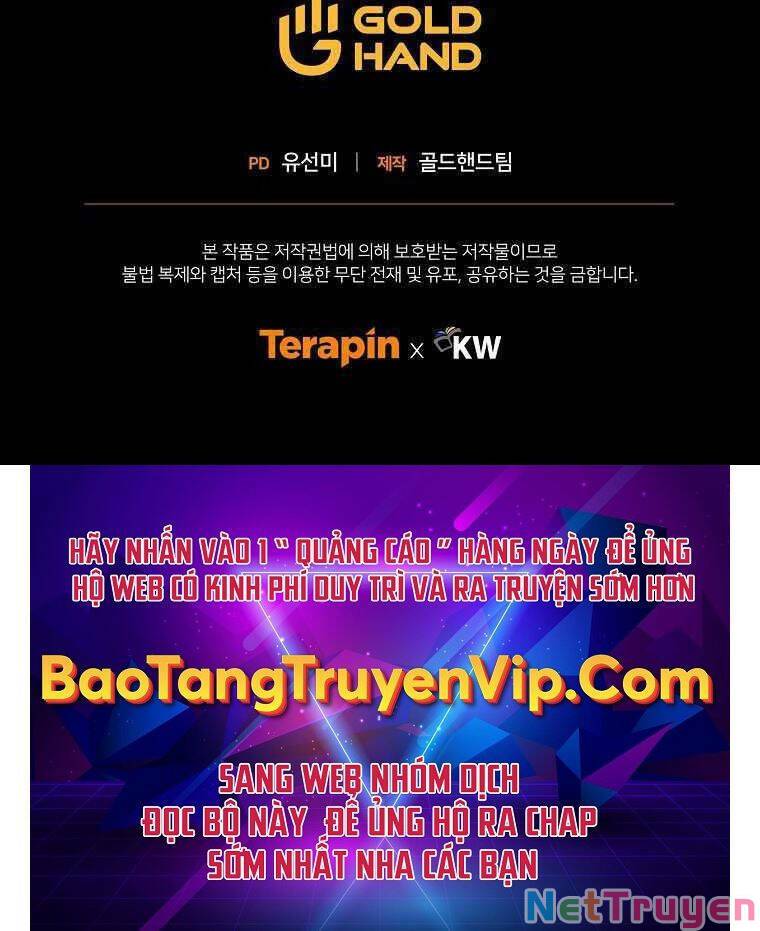 GOLD
HAND
PD 유선미 | 제작 골드핸드팀
본 작품은 저작권법에 의해 보호받는 저작물이므로
불법 복제와 캡처 등을 이용한 무단 전재 및 유포, 공유하는 것을 금합니다.
Terapin x KW
HÃY NHẤN VÀO 1 “ QUẢNG CÁO ” HÀNG NGÀY ĐỂ ỦNG
HỘ WEB CÓ KINH PHÍ DUY TRÌ VÀ RA TRUYỆN SỚM HƠN
BaoTangTruyenVip.Com
SANG WEB NHÓM DỊCH
ĐỌC BỘ NÀY ĐỂ ỦNG HỘ RA CHAP
SỚM NHẤT NHA CÁC BẠN
NetTruyen